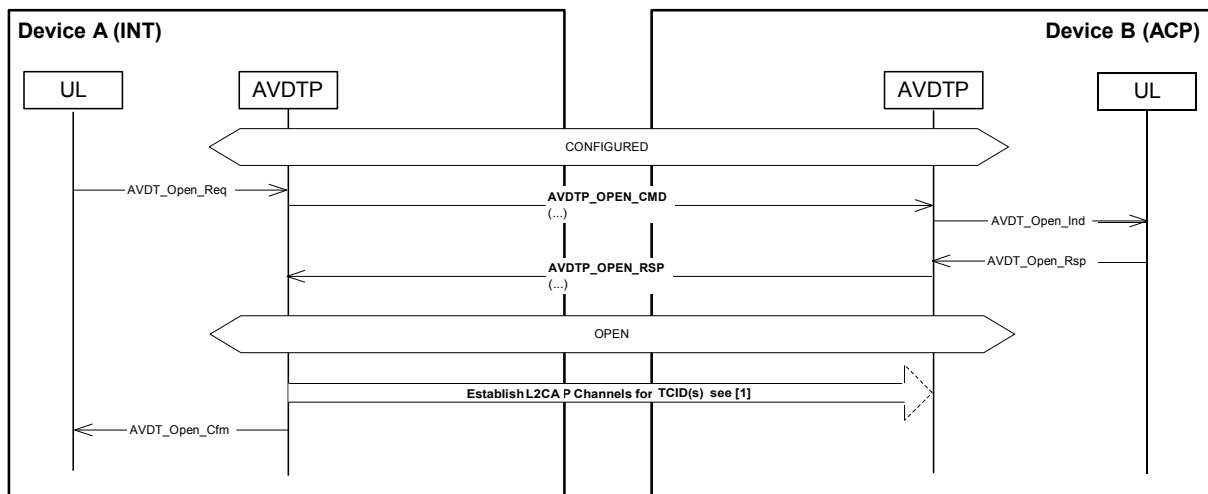 Device A (INT)
Device B (ACP)
UL
AVDTP
AVDTP
UL
CONFIGURED
AVDT_Open_Req
AVDTP_OPEN_CMD
(...)
AVDT_Open_Ind
AVDT_Open_Rsp
AVDTP_OPEN_RSP
(...)
OPEN
Establish L2CAP Channels for TCID(s) see [1]
AVDT_Open_Cfm